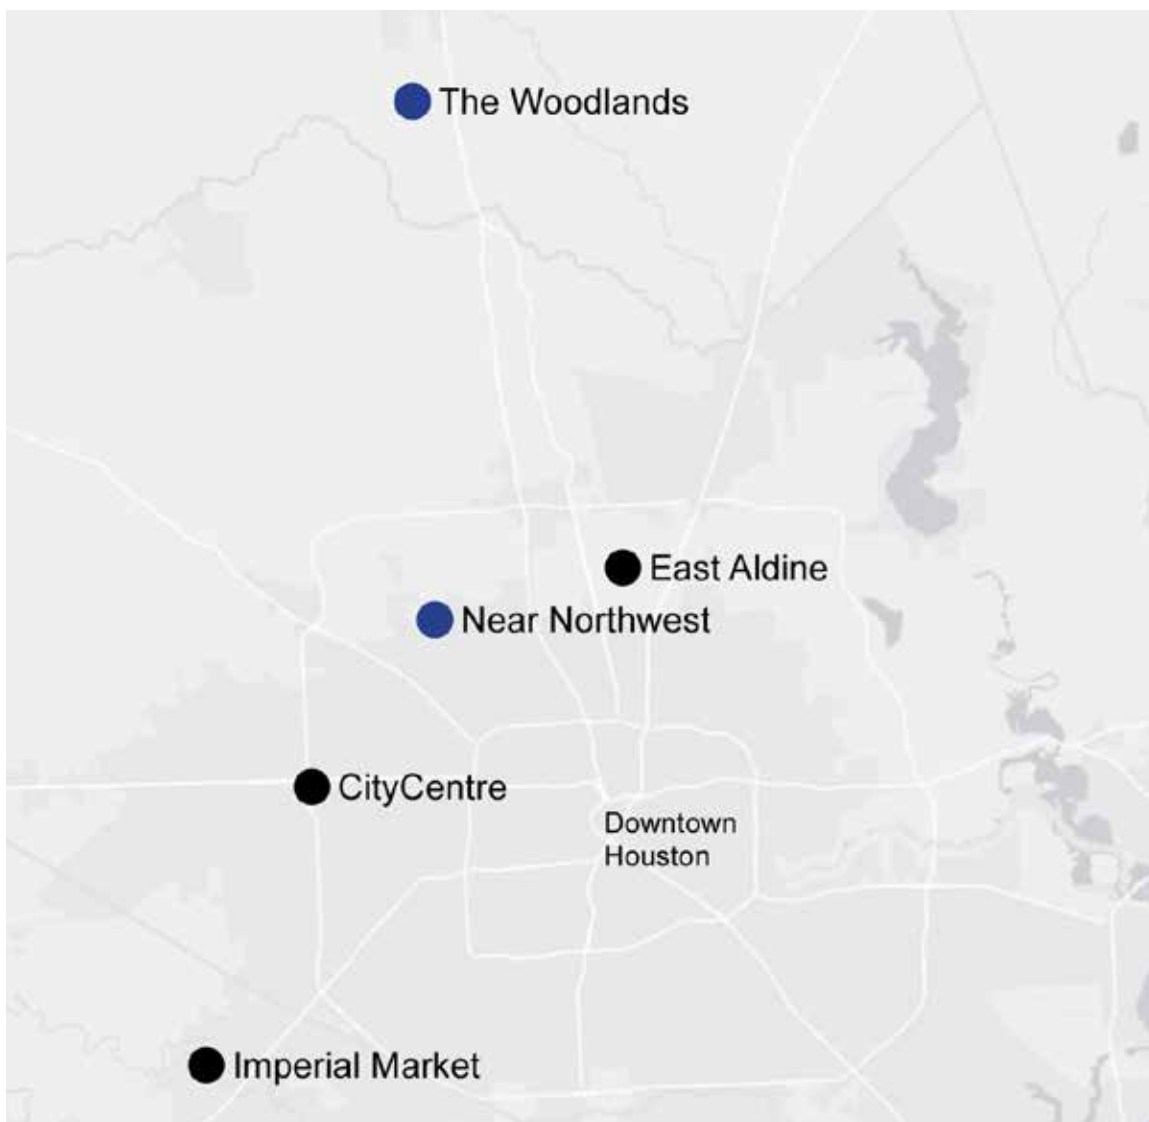 The Woodlands
East Aldine
Near Northwest
CityCentre
Downtown
Houston
Imperial Market